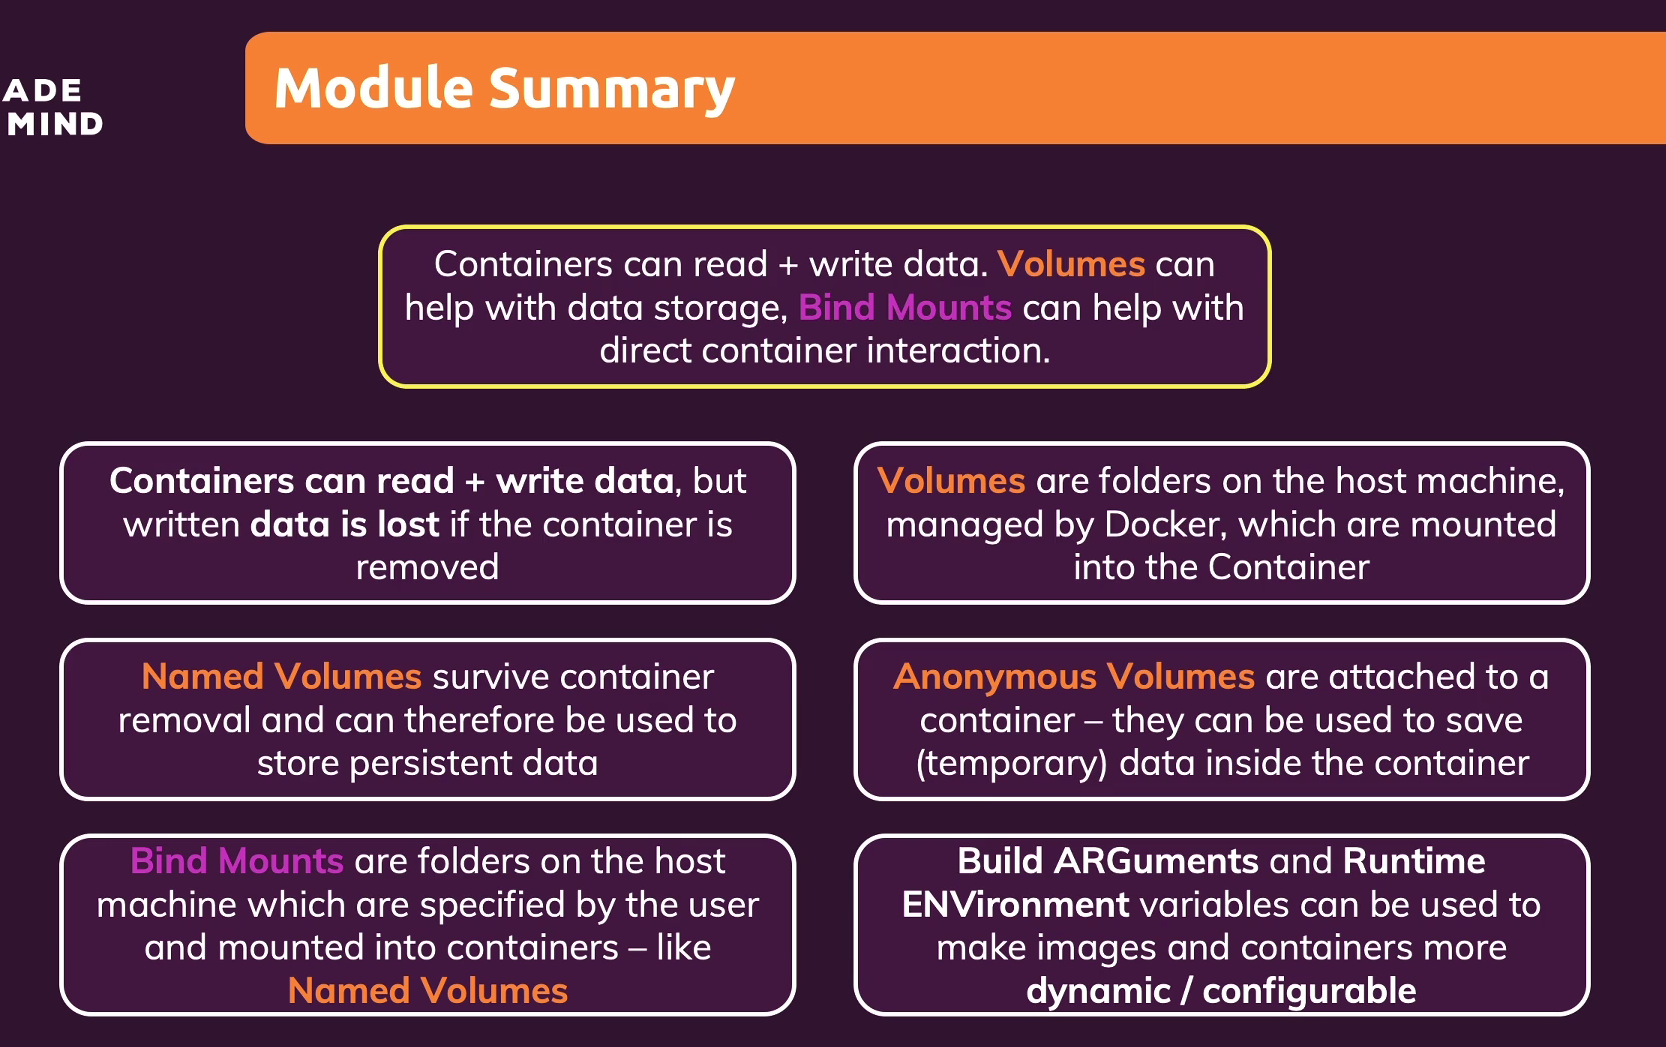 ADE
MIND
Module Summary
Containers can read + write data. Volumes can
help with data storage, Bind Mounts can help with
direct container interaction.
Containers can read + write data, but
written data is lost if the container is
removed
Volumes are folders on the host machine,
managed by Docker, which are mounted
into the Container
Named Volumes survive container
removal and can therefore be used to
store persistent data
Anonymous Volumes are attached to a
container – they can be used to save
(temporary) data inside the container
Bind Mounts are folders on the host
machine which are specified by the user
and mounted into containers – like
Named Volumes
Build ARGuments and Runtime
ENVironment variables can be used to
make images and containers more
dynamic / configurable